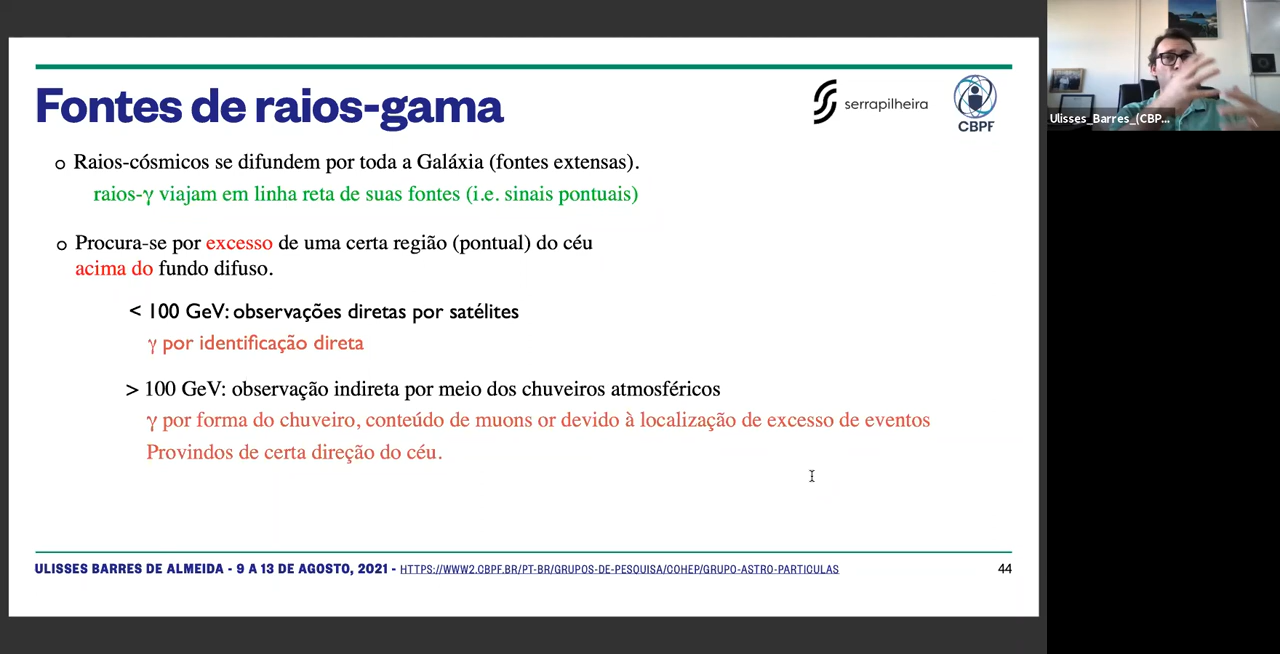 Fontes de raios-gama
serrapilheira
CBPF
Ulisses_Barres_(CBP...
o Raios-cósmicos se difundem por toda a Galáxia (fontes extensas).
raios-γ viajam em linha reta de suas fontes (i.e. sinais pontuais)
o Procura-se por excesso de uma certa região (pontual) do céu
acima do fundo difuso.
< 100 GeV: observações diretas por satélites
γ por identificação direta
> 100 GeV: observação indireta por meio dos chuveiros atmosféricos
γ por forma do chuveiro, conteúdo de muons or devido à localização de excesso de eventos
Provindos de certa direção do céu.
ULISSES BARRES DE ALMEIDA - 9 A 13 DE AGOSTO, 2021 - HTTPS://WWW2.CBPF.BR/PT-BR/GRUPOS-DE-PESQUISA/COHEP/GRUPO-ASTRO-PARTICULAS
44